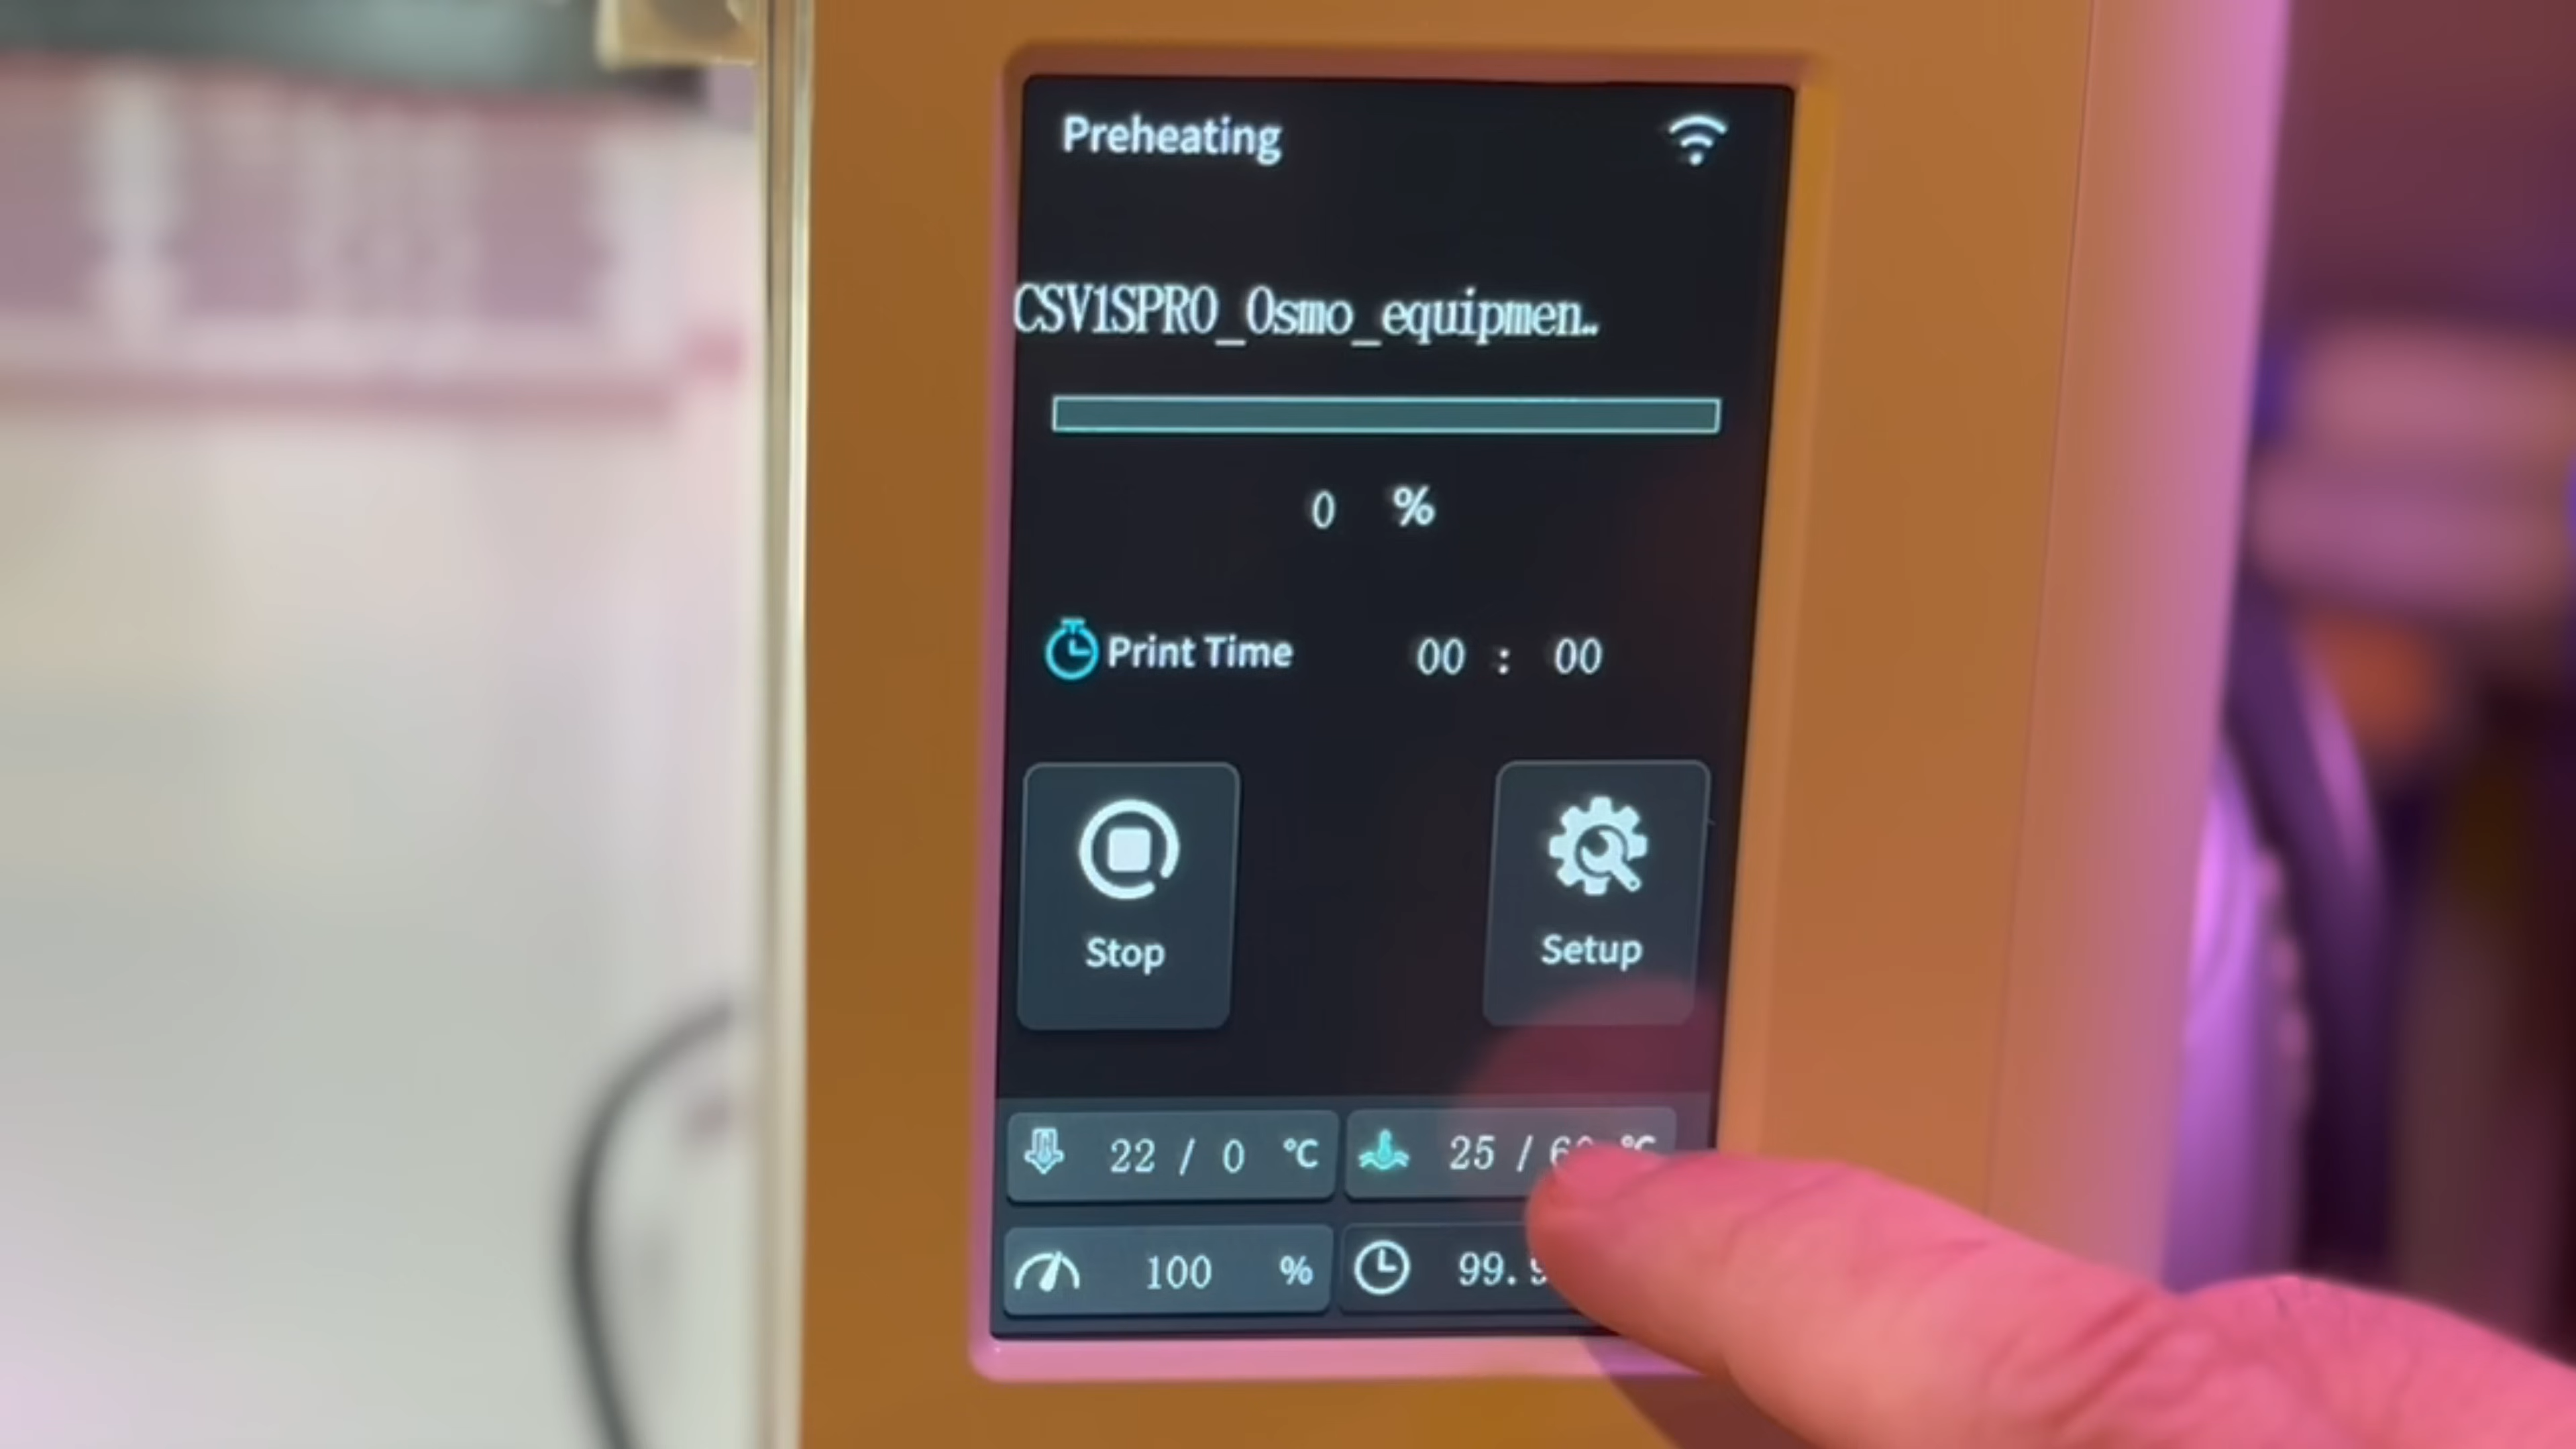 Preheating
CSV1SPRO_Osmo_equipmen..
0 %
Print Time 00 : 00
Stop Setup
22 / 0 °C 25 / °C
100 % 99.